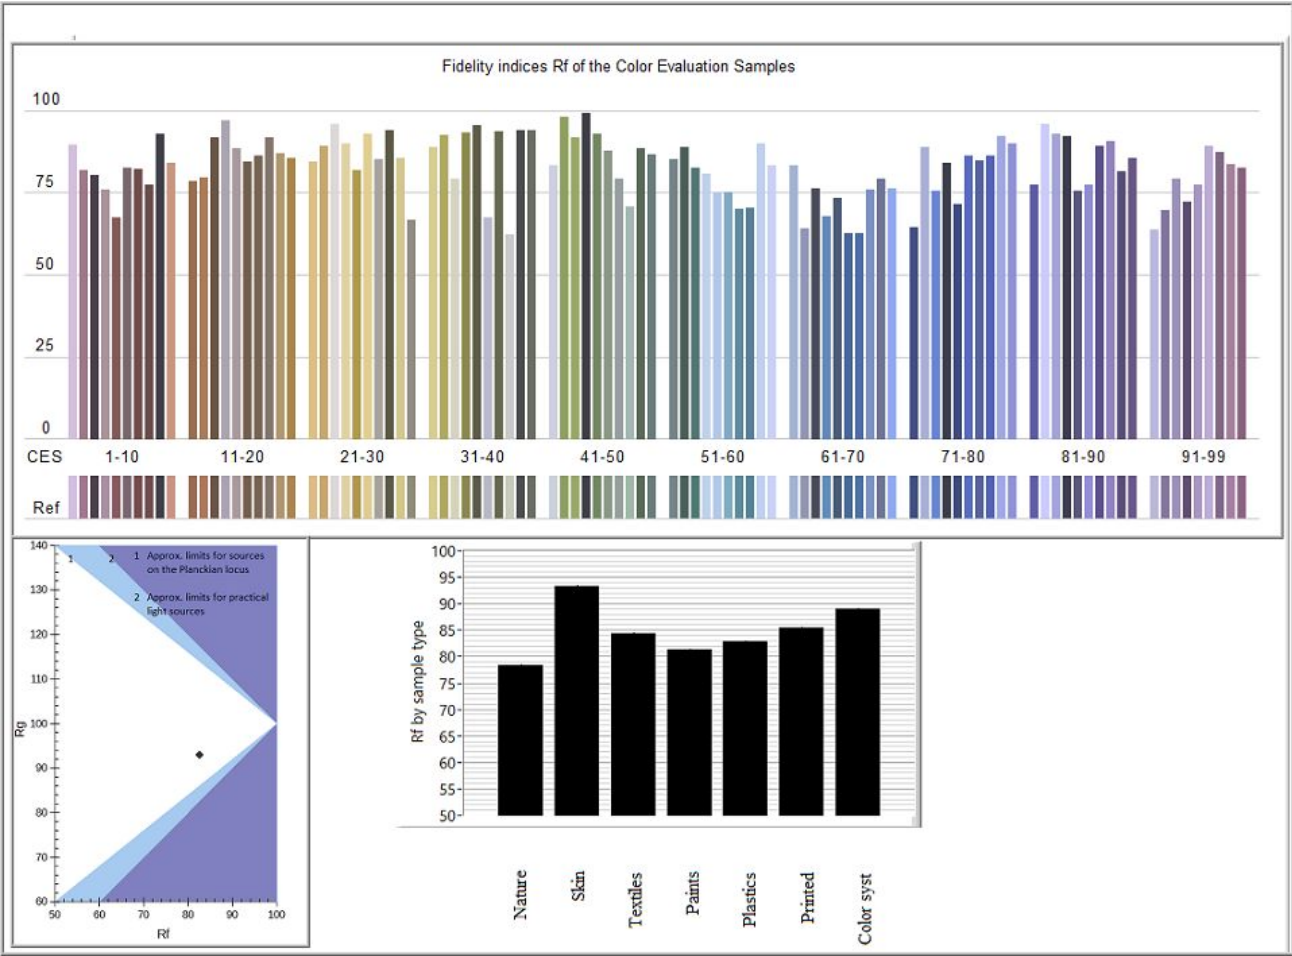 Fidelity indices Rf of the Color Evaluation Samples
100
75
50
25
0
CES 1-10 11-20 21-30 31-40 41-50 51-60 61-70 71-80 81-90 91-99
Ref
140
130
120
110
100
90
80
70
60
Rg
50 60 70 80 90 100
Rf
1 2
1 Approx. limits for sources
on the Planckian locus
2 Approx. limits for practical
light sources
100
95
90
85
80
75
70
65
60
55
50
Rf by sample type
Nature
Skin
Textiles
Paints
Plastics
Printed
Color syst